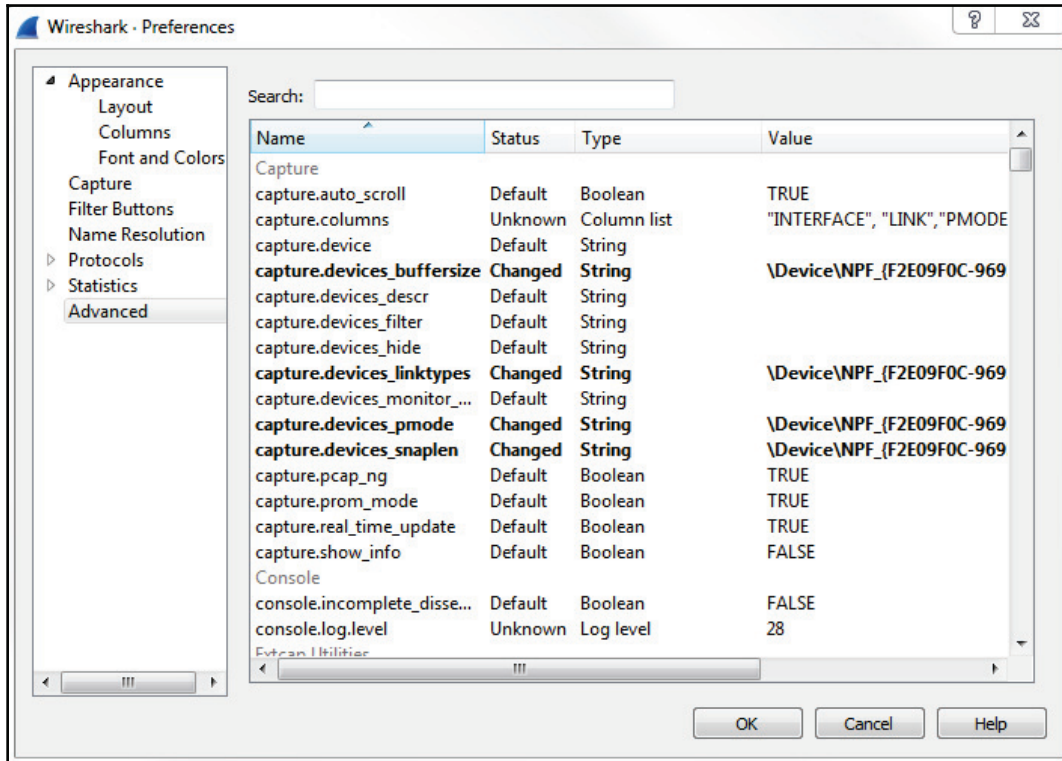 Wireshark · Preferences
Appearance
Layout
Columns
Font and Colors
Capture
Filter Buttons
Name Resolution
Protocols
Statistics
Advanced
Search:
Name Status Type Value
Capture
capture.auto_scroll Default Boolean TRUE
capture.columns Unknown Column list "INTERFACE", "LINK","PMODE
capture.device Default String
capture.devices_buffersize Changed String \Device\NPF_{F2E09F0C-969
capture.devices_descr Default String
capture.devices_filter Default String
capture.devices_hide Default String
capture.devices_linktypes Changed String \Device\NPF_{F2E09F0C-969
capture.devices_monitor_... Default String
capture.devices_pmode Changed String \Device\NPF_{F2E09F0C-969
capture.devices_snaplen Changed String \Device\NPF_{F2E09F0C-969
capture.pcap_ng Default Boolean TRUE
capture.prom_mode Default Boolean TRUE
capture.real_time_update Default Boolean TRUE
capture.show_info Default Boolean FALSE
Console
console.incomplete_disse... Default Boolean FALSE
console.log.level Unknown Log level 28
Extcap Utilities
OK Cancel Help